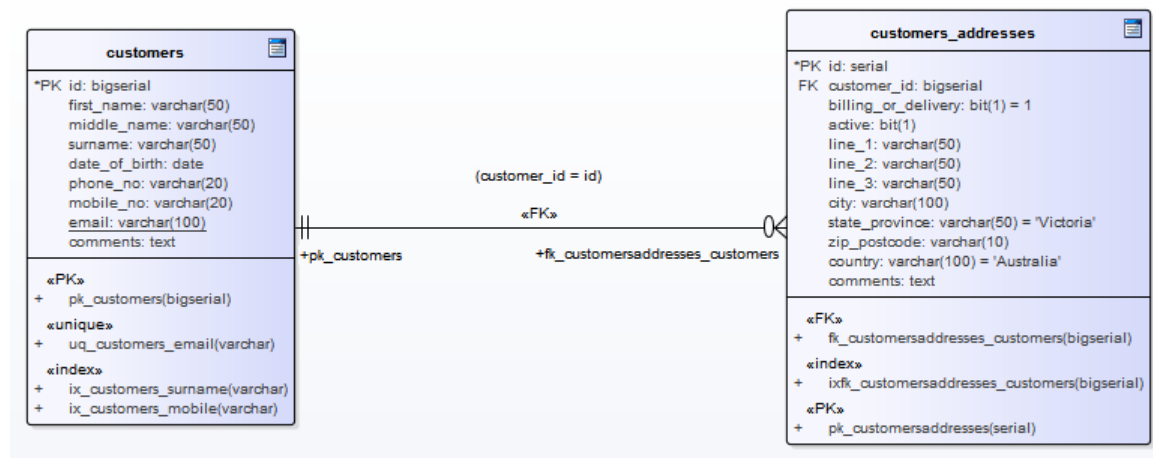 customers
*PK id: bigserial
first_name: varchar(50)
middle_name: varchar(50)
surname: varchar(50)
date_of_birth: date
phone_no: varchar(20)
mobile_no: varchar(20)
email: varchar(100)
comments: text
«PK»
+ pk_customers(bigserial)
«unique»
+ uq_customers_email(varchar)
«index»
+ ix_customers_surname(varchar)
+ ix_customers_mobile(varchar)
(customer_id = id)
«FK»
+pk_customers
+fk_customersaddresses_customers
customers_addresses
*PK id: serial
FK customer_id: bigserial
billing_or_delivery: bit(1) = 1
active: bit(1)
line_1: varchar(50)
line_2: varchar(50)
line_3: varchar(50)
city: varchar(100)
state_province: varchar(50) = 'Victoria'
zip_postcode: varchar(10)
country: varchar(100) = 'Australia'
comments: text
«FK»
+ fk_customersaddresses_customers(bigserial)
«index»
+ ixfk_customersaddresses_customers(bigserial)
«PK»
+ pk_customersaddresses(serial)